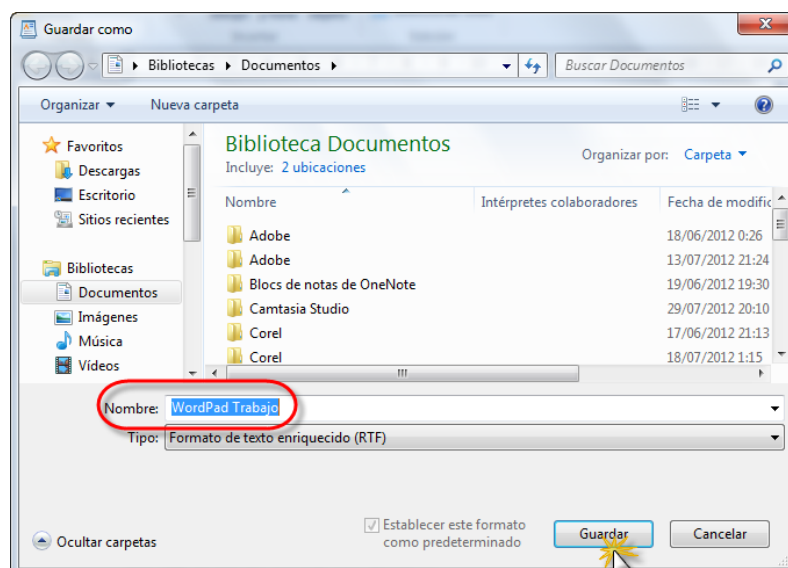 Guardar como
Bibliotecas Documentos
Buscar Documentos
Organizar Nueva carpeta
Favoritos
Descargas
Escritorio
Sitios recientes
Bibliotecas
Documentos
Imágenes
Música
Vídeos
Biblioteca Documentos
Incluye: 2 ubicaciones
Organizar por: Carpeta
Nombre Intérpretes colaboradores Fecha de modific
Adobe 18/06/2012 0:26
Adobe 13/07/2012 21:24
Blocs de notas de OneNote 19/06/2012 19:30
Camtasia Studio 29/07/2012 20:10
Corel 17/06/2012 21:13
Corel 18/07/2012 1:15
Nombre: WordPad Trabajo
Tipo: Formato de texto enriquecido (RTF)
Establecer este formato
como predeterminado
Guardar
Cancelar
Ocultar carpetas